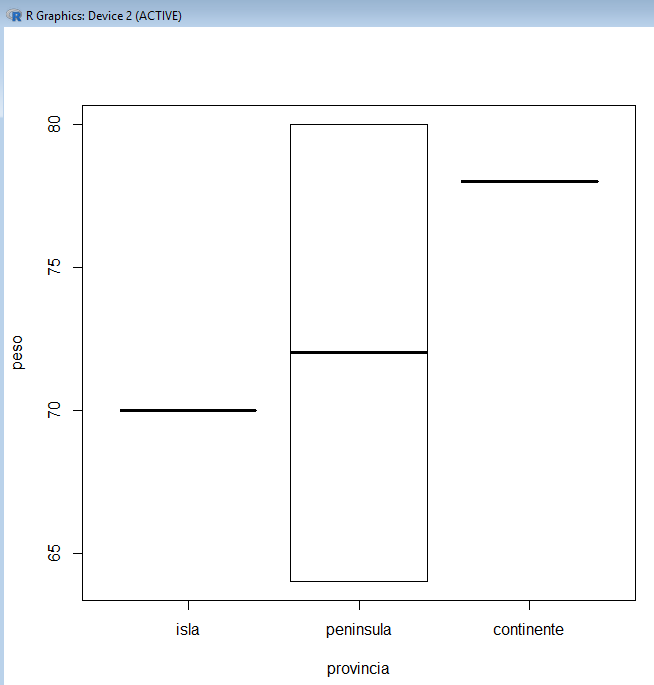 R Graphics: Device 2 (ACTIVE)
80
75
70
65
peso
isla peninsula continente
provincia